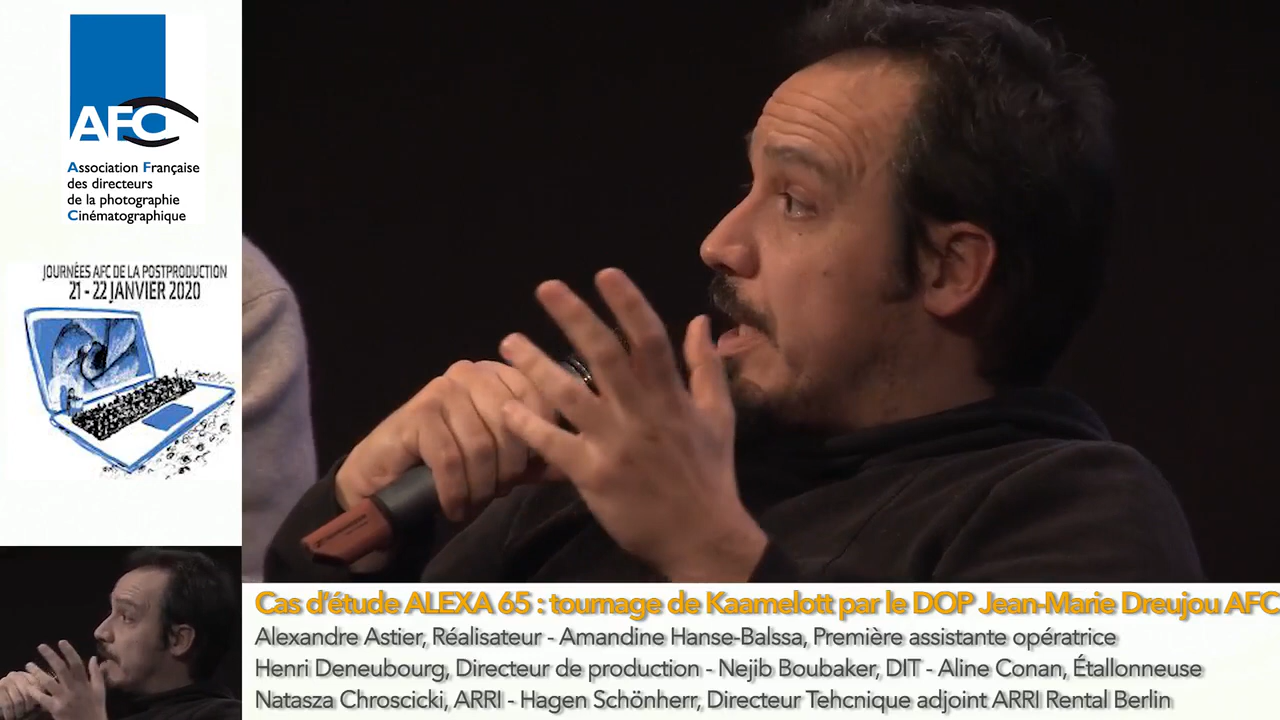 AFC
Association Française
des directeurs
de la photographie
Cinématographique
JOURNÉES AFC DE LA POSTPRODUCTION
21 - 22 JANVIER 2020
Cas d'étude ALEXA 65 : tournage de Kaamelott par le DOP Jean-Marie Dreujou AFC
Alexandre Astier, Réalisateur - Amandine Hanse-Balssa, Première assistante opératrice
Henri Deneubourg, Directeur de production - Nejib Boubaker, DIT - Aline Conan, Étallonneuse
Natasza Chroscicki, ARRI - Hagen Schönherr, Directeur Tehcnique adjoint ARRI Rental Berlin